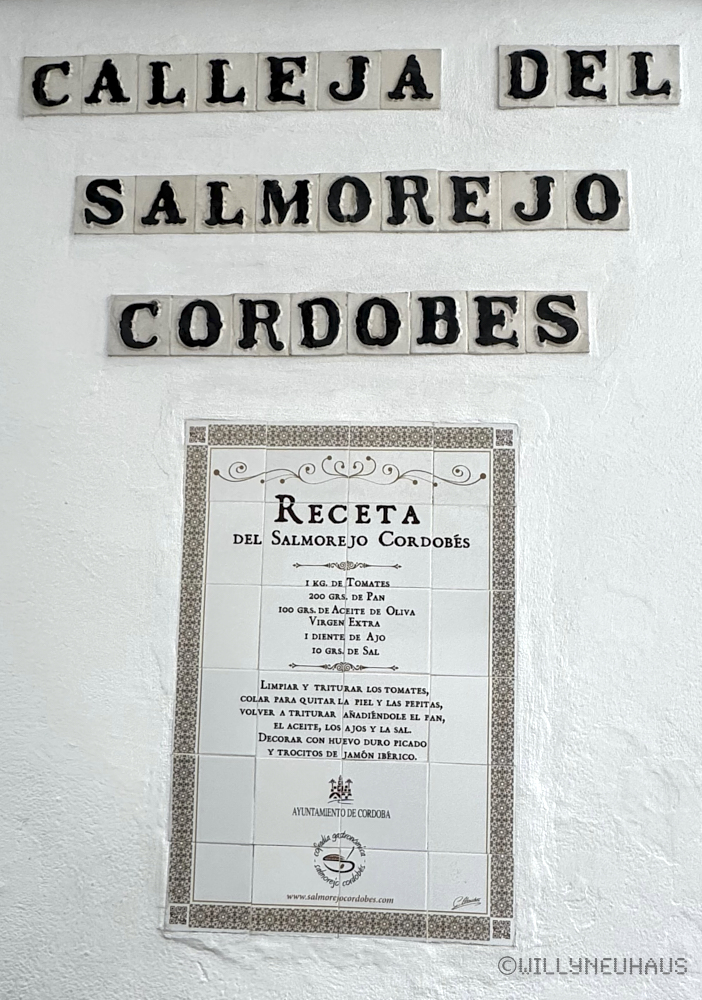 CALLEJA DEL
SALMOREJO
CORDOBES
RECETA
DEL SALMOREJO CORDOBÉS
1 KG. DE TOMATES
200 GRS. DE PAN
100 GRS. DE ACEITE DE OLIVA
VIRGEN EXTRA
1 DIENTE DE AJO
10 GRS. DE SAL
LIMPIAR Y TRITURAR LOS TOMATES,
COLAR PARA QUITAR LA PIEL Y LAS PEPITAS,
VOLVER A TRITURAR AÑADIÉNDOLE EL PAN,
EL ACEITE, LOS AJOS Y LA SAL.
DECORAR CON HUEVO DURO PICADO
Y TROCITOS DE JAMÓN IBÉRICO.
AYUNTAMIENTO DE CORDOBA
cofradía gastronómica
salmorejo cordobés
www.salmorejocordobes.com
©WILLYNEUHAUS